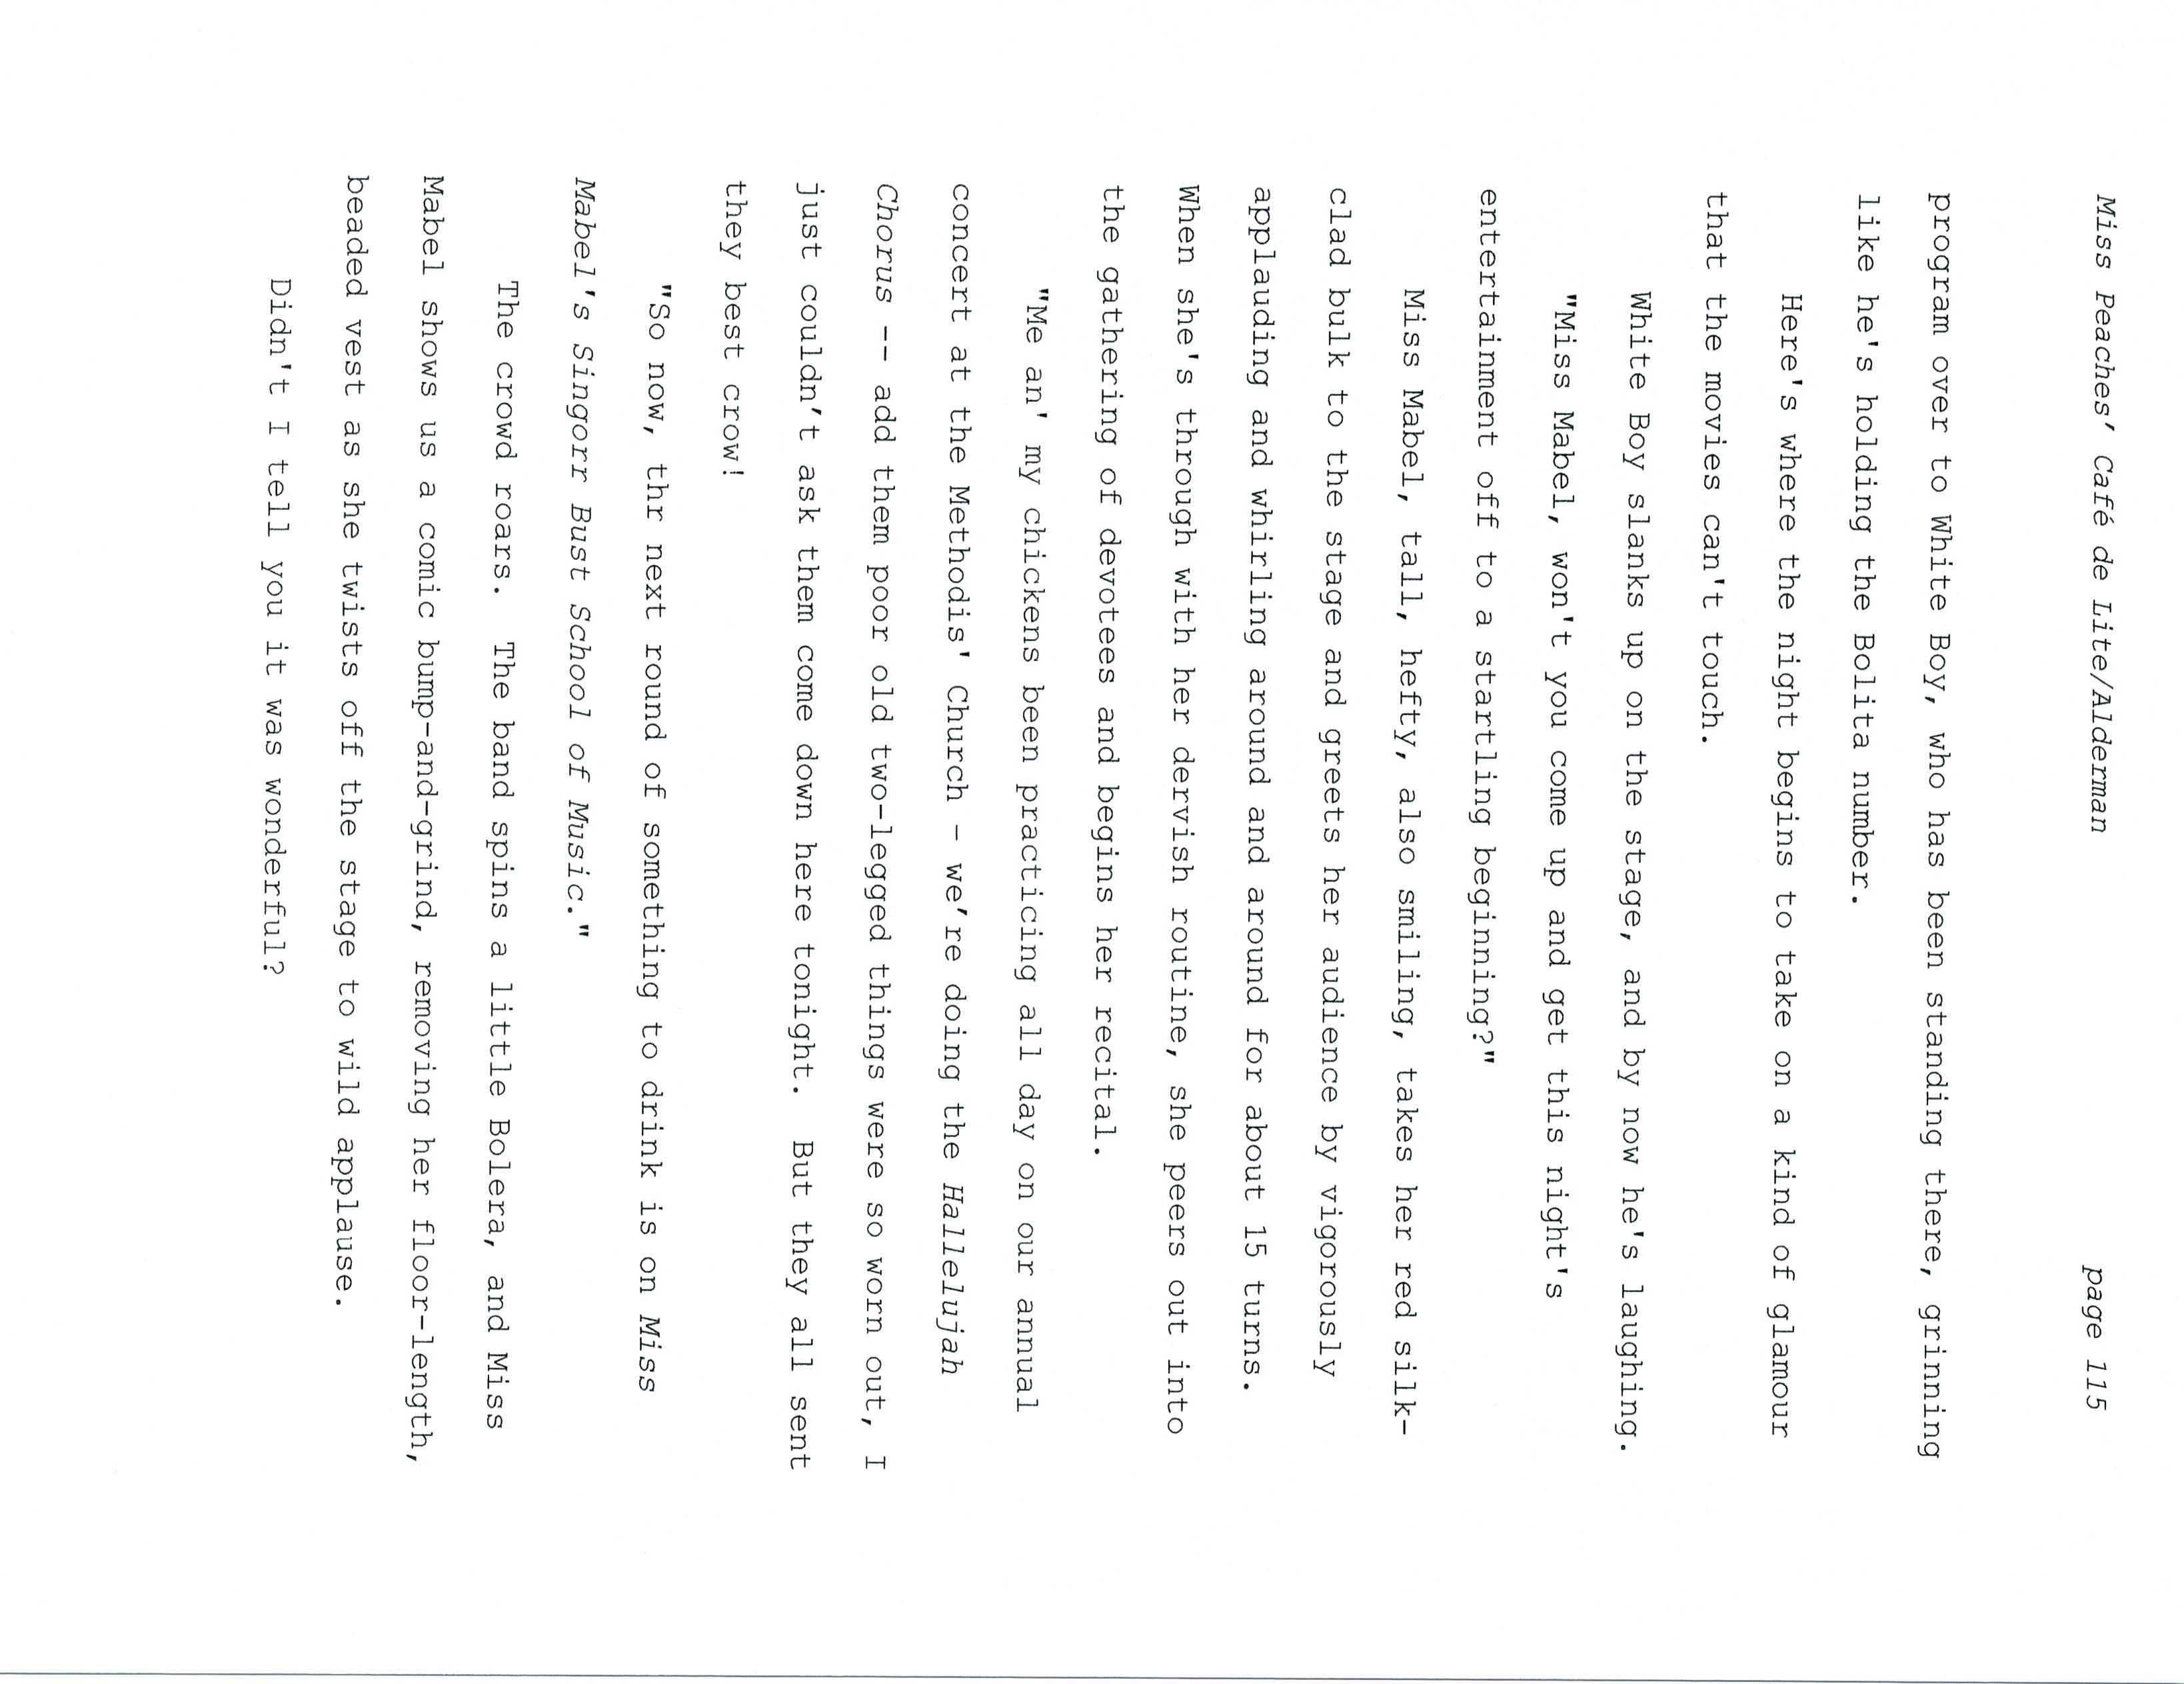 Miss Peaches' Café de Lite/Alderman page 115
program over to White Boy, who has been standing there, grinning
like he's holding the Bolita number.
Here's where the night begins to take on a kind of glamour
that the movies can't touch.
White Boy slanks up on the stage, and by now he's laughing.
"Miss Mabel, won't you come up and get this night's
entertainment off to a startling beginning?"
Miss Mabel, tall, hefty, also smiling, takes her red silk-
clad bulk to the stage and greets her audience by vigorously
applauding and whirling around and around for about 15 turns.
When she's through with her dervish routine, she peers out into
the gathering of devotees and begins her recital.
"Me an' my chickens been practicing all day on our annual
concert at the Methodis' Church – we're doing the Hallelujah
Chorus -- add them poor old two-legged things were so worn out, I
just couldn't ask them come down here tonight.  But they all sent
they best crow!
"So now, thr next round of something to drink is on Miss
Mabel's Singorr Bust School of Music."
The crowd roars.  The band spins a little Bolera, and Miss
Mabel shows us a comic bump-and-grind, removing her floor-length,
beaded vest as she twists off the stage to wild applause.
Didn't I tell you it was wonderful?